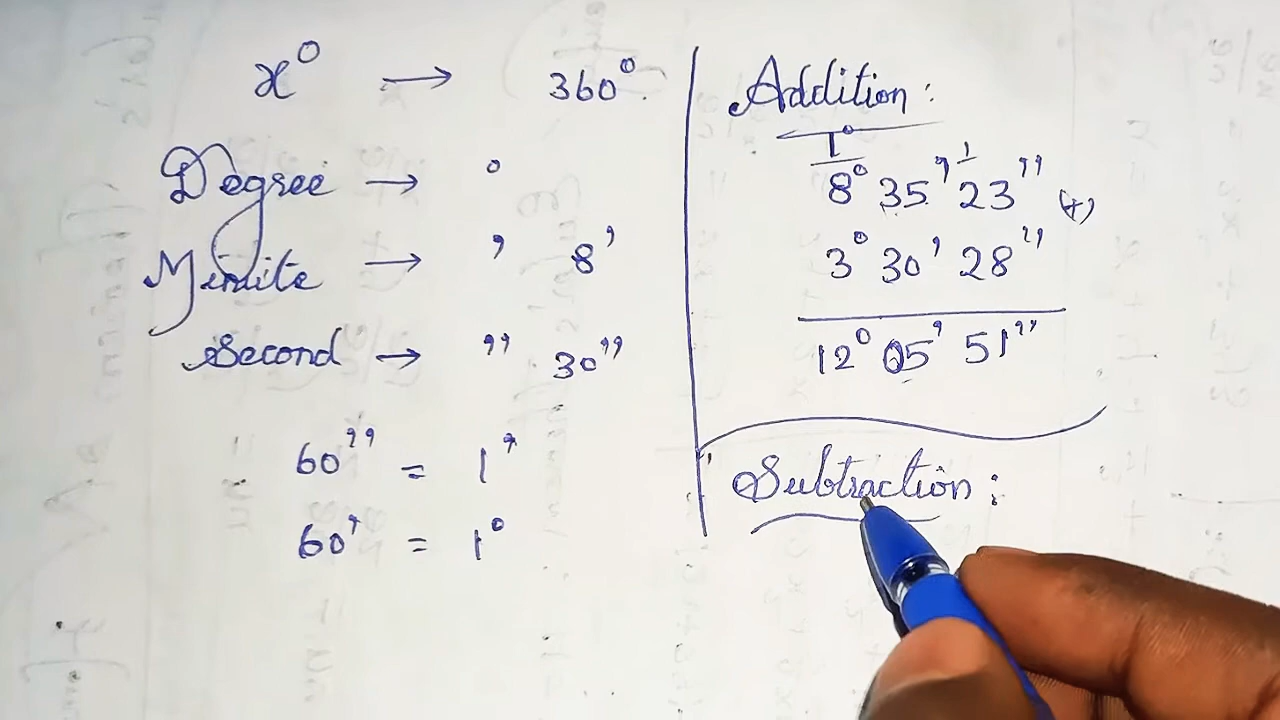 x° → 360°
Degree → °
Minute → ' 8'
Second → '' 30''
60'' = 1'
60' = 1°
Addition :
1° 1
8° 35' 23'' (+)
3° 30' 28''
12° 05' 51''
Subtraction :